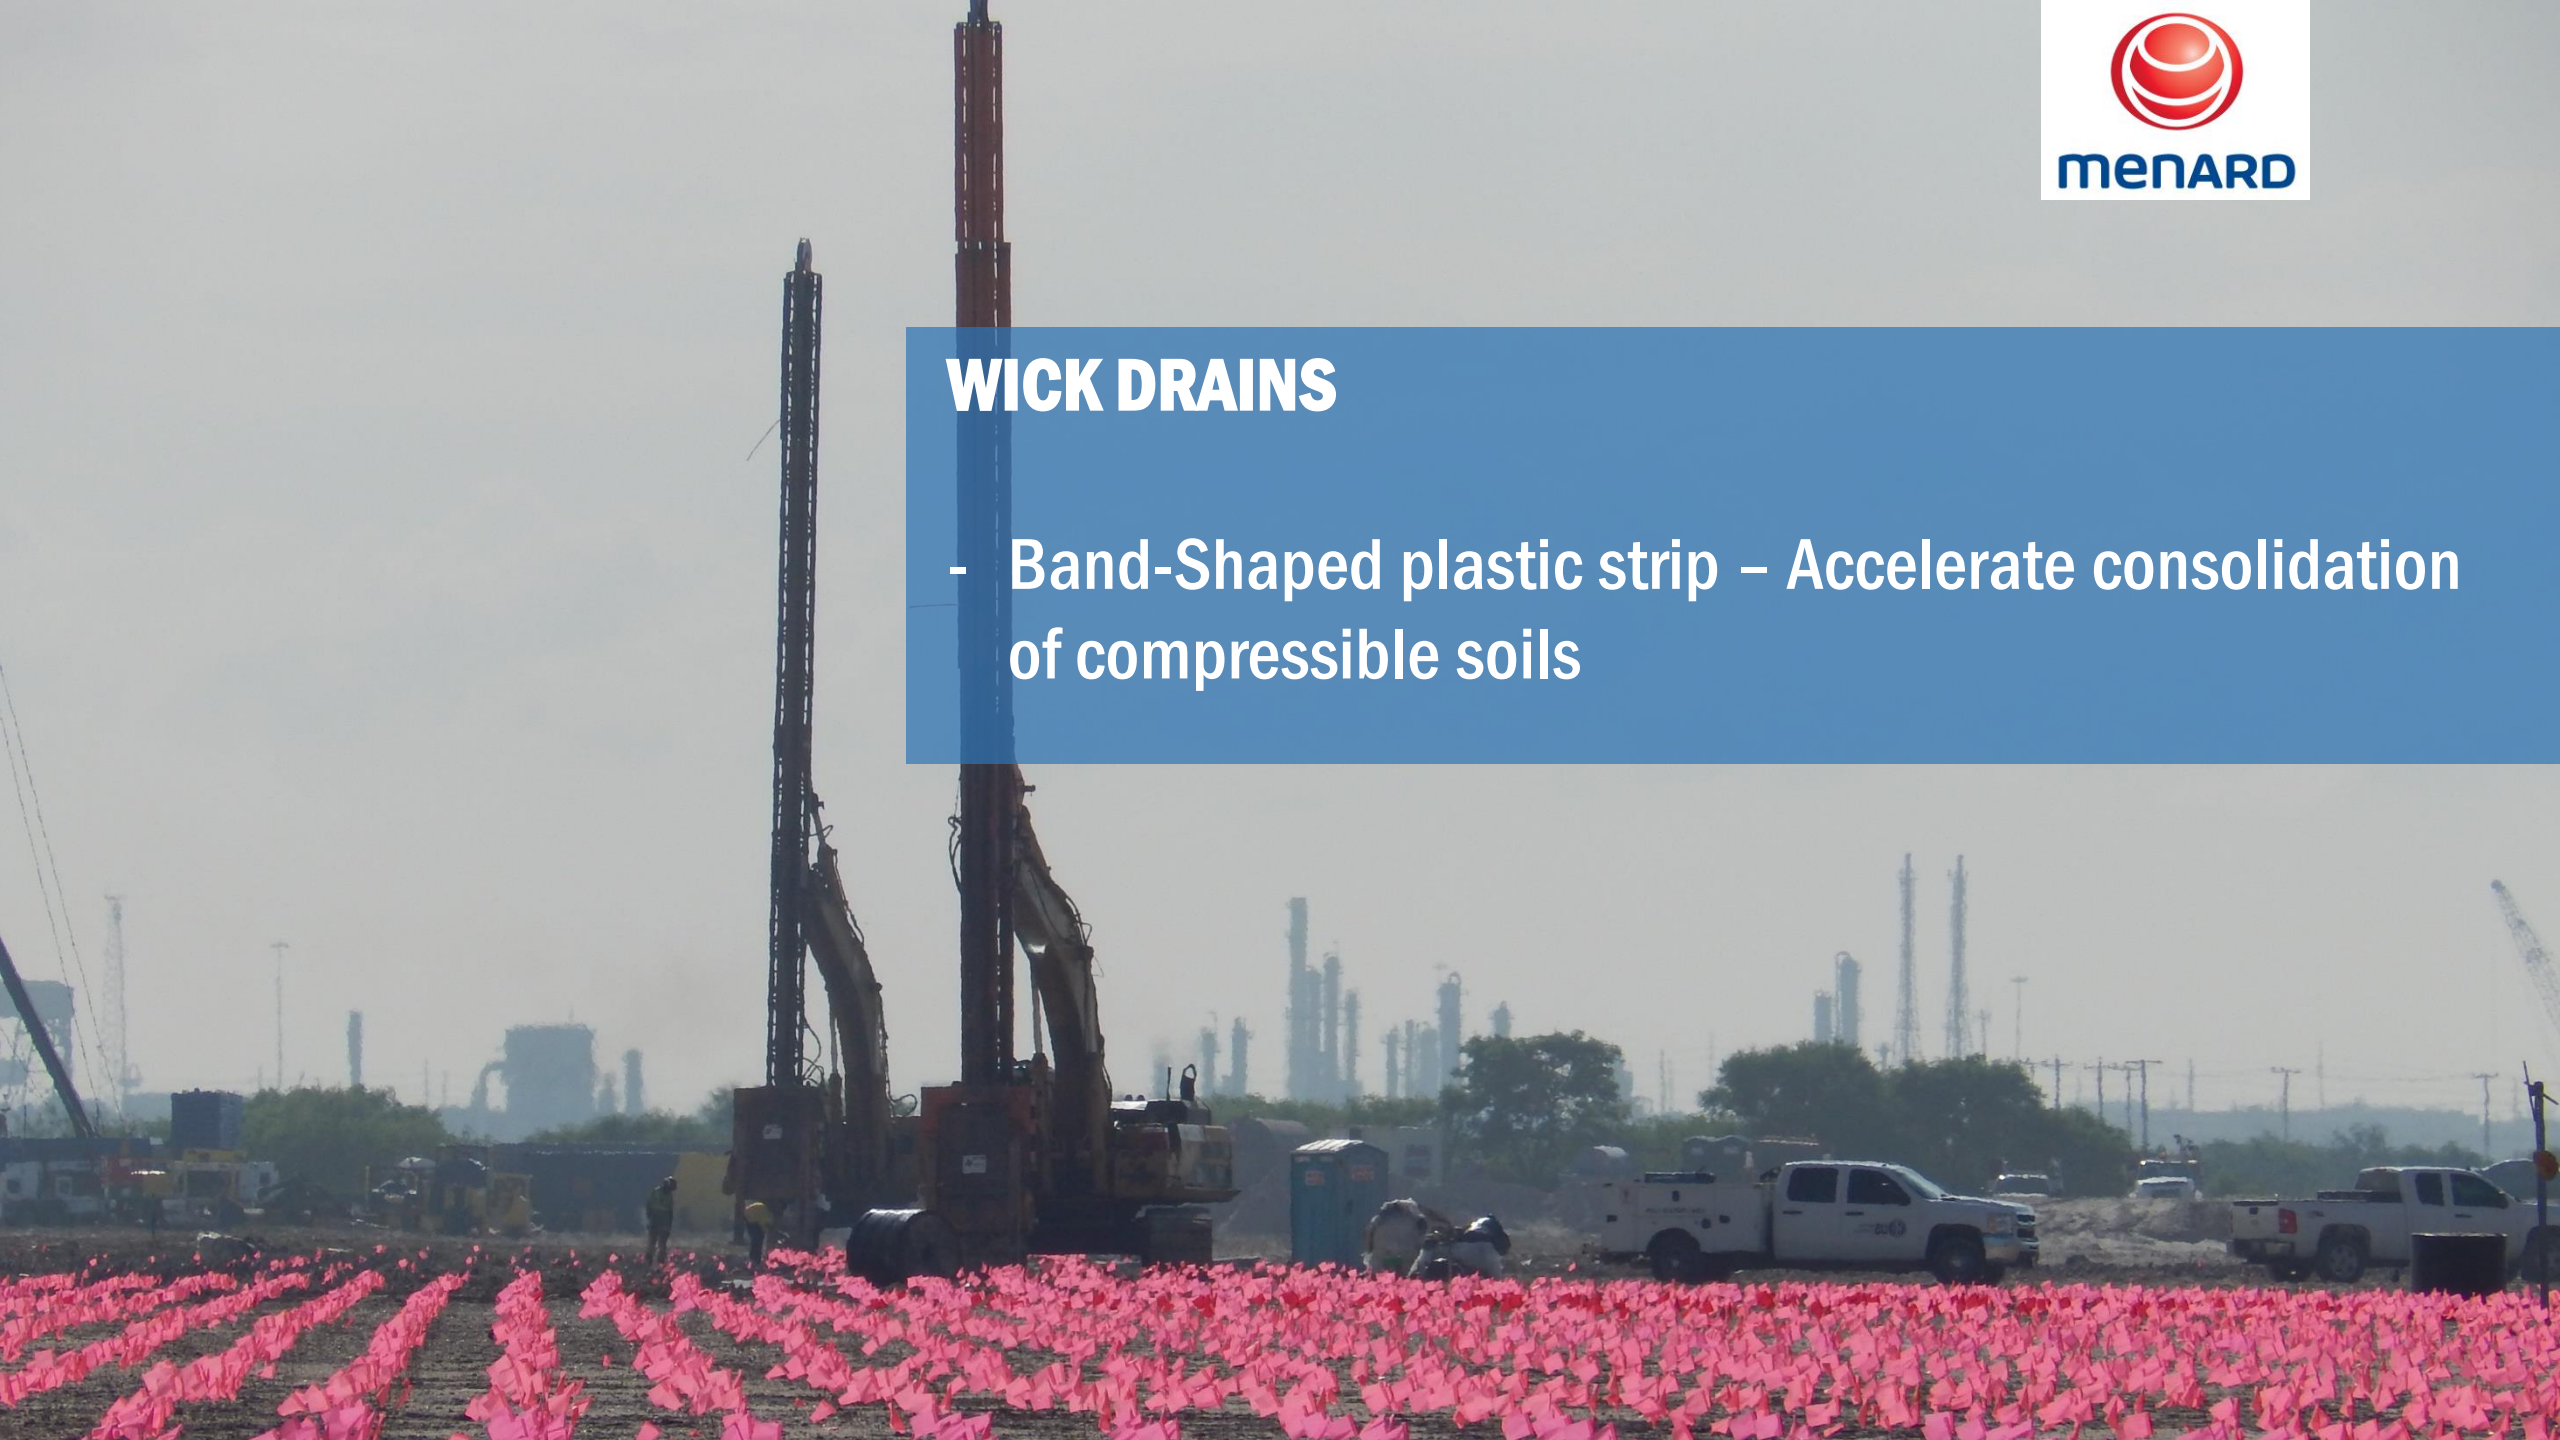 menARD
WICK DRAINS
- Band-Shaped plastic strip – Accelerate consolidation
of compressible soils